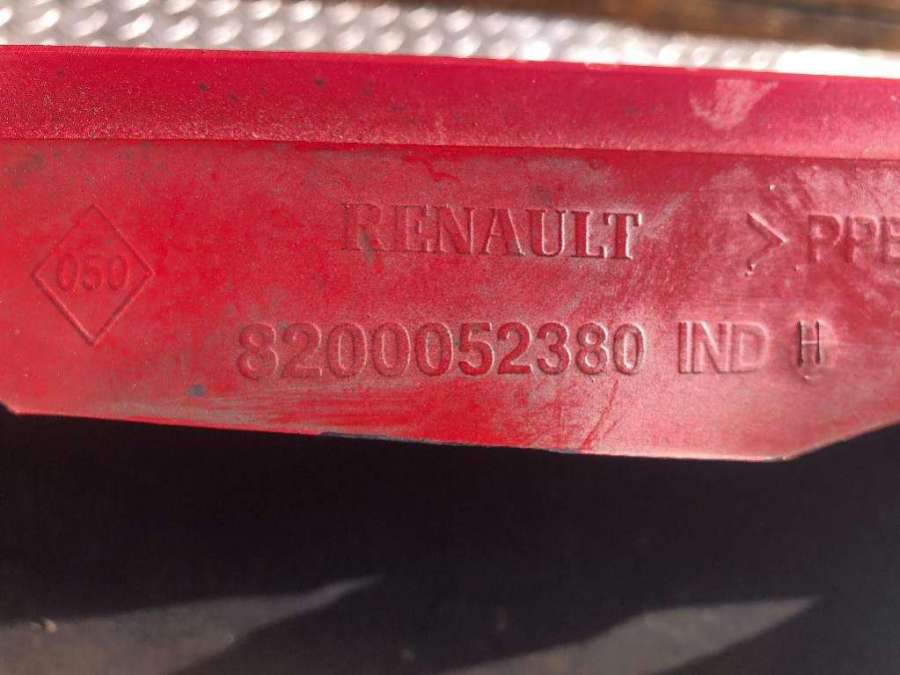 RENAULT
>PPE
050
8200052380 IND H